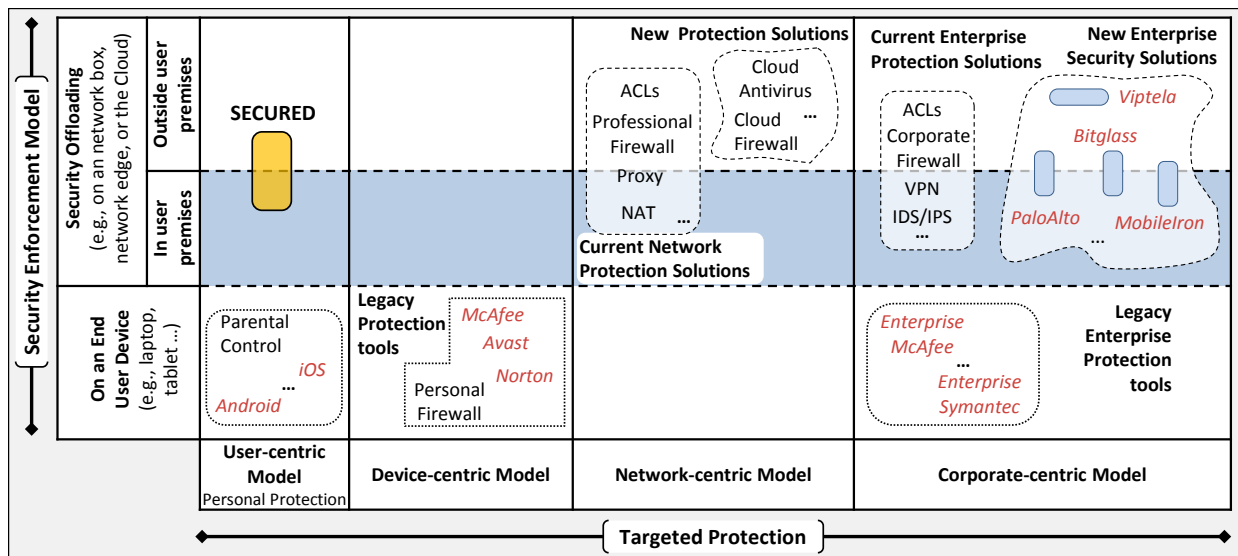 Security Enforcement Model
Security Offloading
(e.g., on an network box,
network edge, or the Cloud)
Outside user
premises
In user
premises
On an End
User Device
(e.g., laptop,
tablet ...)
SECURED
New Protection Solutions
ACLs
Professional
Firewall
Proxy
NAT
...
Cloud
Antivirus
...
Cloud
Firewall
Current Network
Protection Solutions
Current Enterprise
Protection Solutions
ACLs
Corporate
Firewall
VPN
IDS/IPS
...
New Enterprise
Security Solutions
Viptela
Bitglass
PaloAlto
MobileIron
...
Parental
Control
iOS
...
Android
Legacy
Protection
tools
McAfee
Avast
Norton
Personal
Firewall
Enterprise
McAfee
...
Enterprise
Symantec
Legacy
Enterprise
Protection
tools
User-centric
Model
Personal Protection
Device-centric Model
Network-centric Model
Corporate-centric Model
Targeted Protection